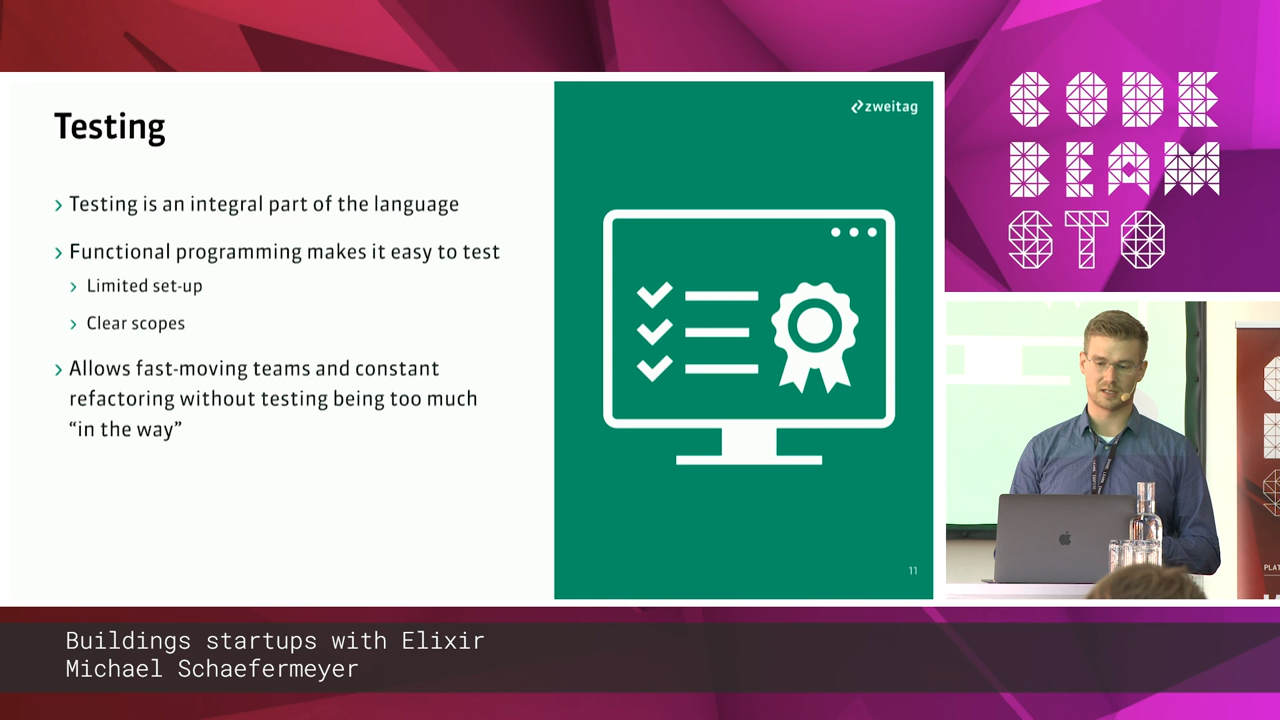 Testing
zweitag
› Testing is an integral part of the language
› Functional programming makes it easy to test
› Limited set-up
› Clear scopes
› Allows fast-moving teams and constant
refactoring without testing being too much
“in the way”
11
CODE
BEAM
STO
PLAT
Buildings startups with Elixir
Michael Schaefermeyer